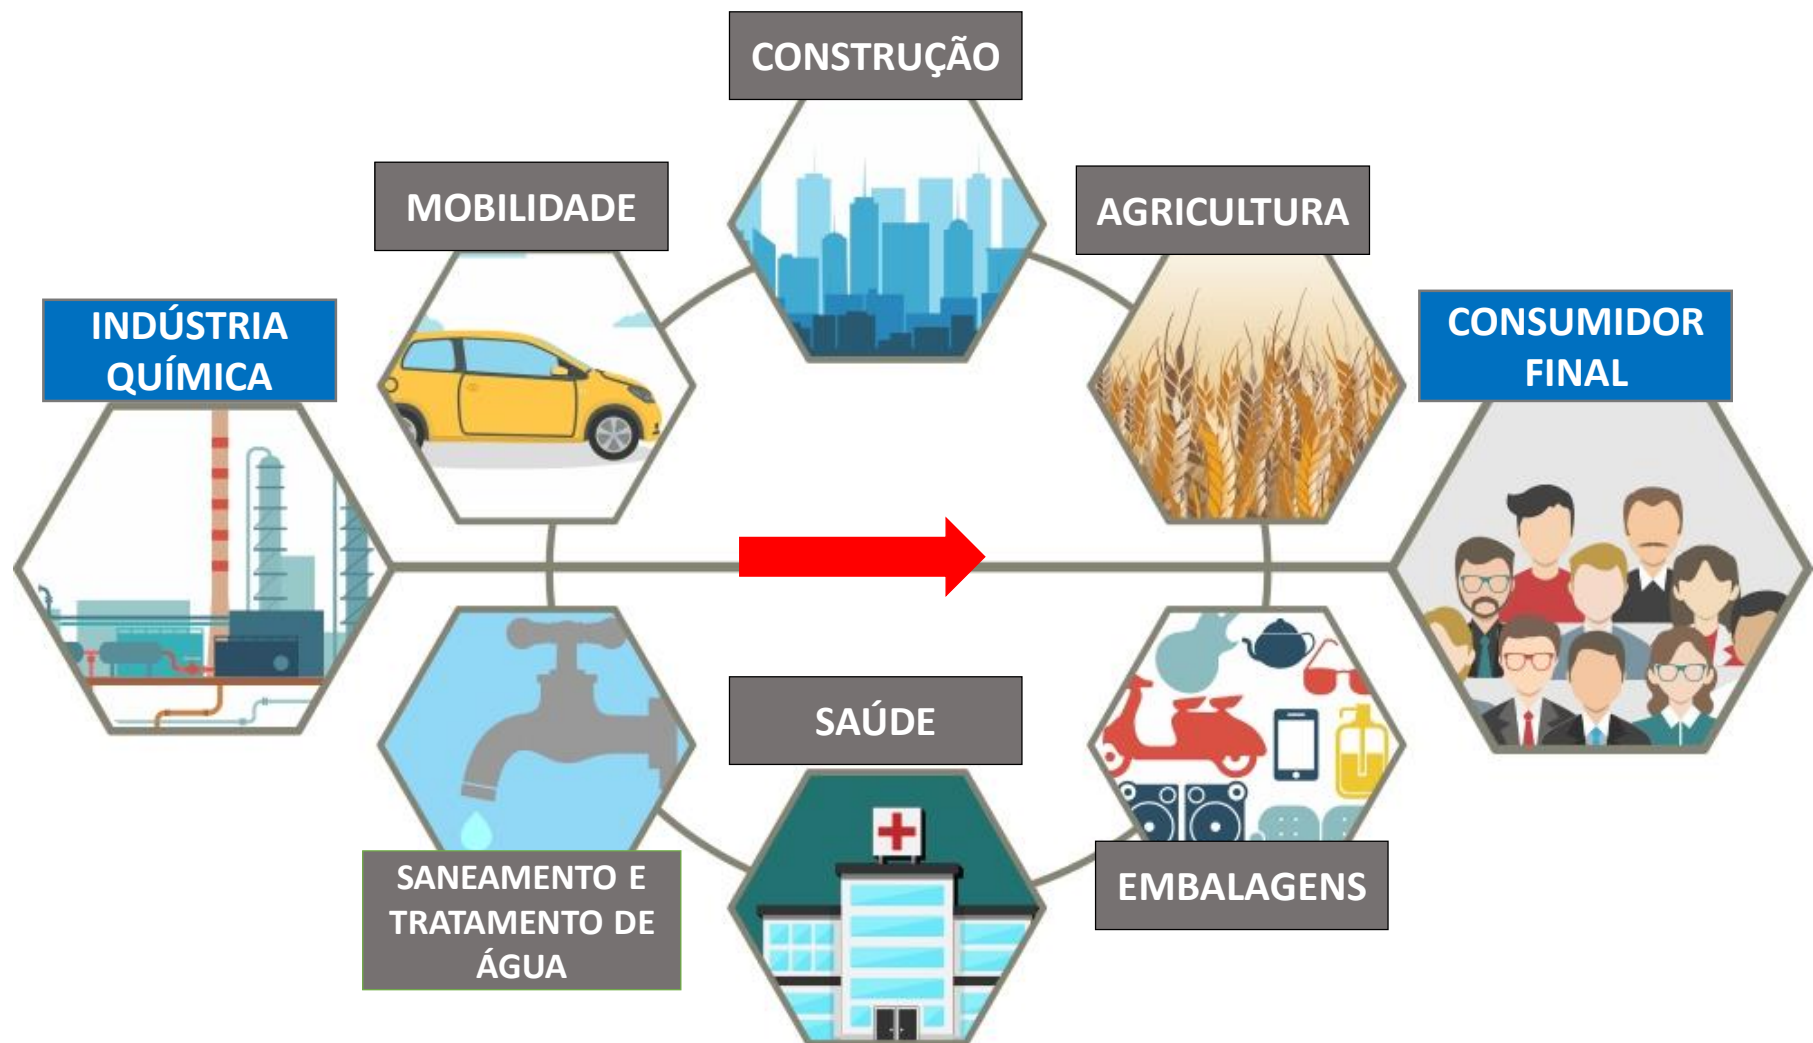 CONSTRUÇÃO
MOBILIDADE
AGRICULTURA
INDÚSTRIA
QUÍMICA
CONSUMIDOR
FINAL
SAÚDE
SANEAMENTO E
TRATAMENTO DE
ÁGUA
EMBALAGENS